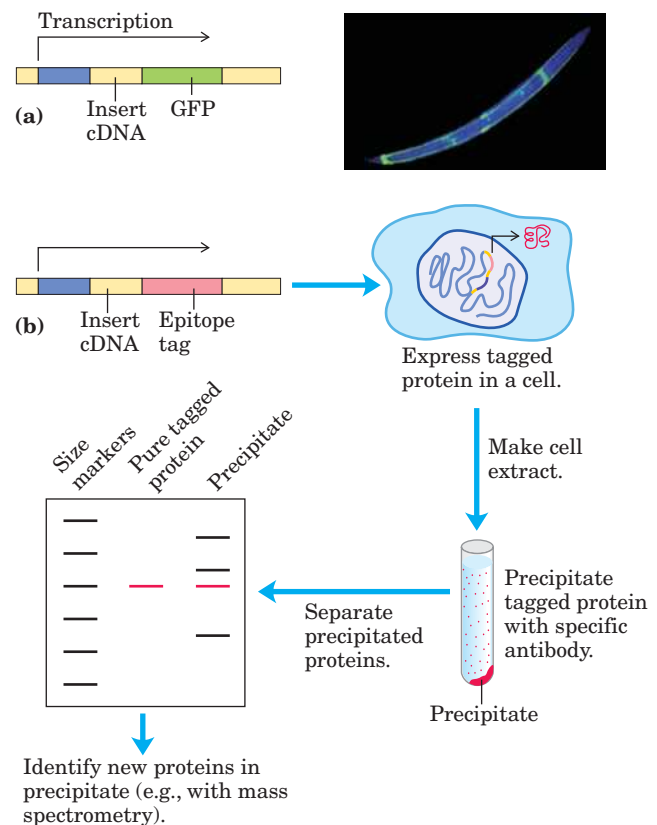 Transcription
Insert
cDNA
GFP
(a)
(b)
Insert
cDNA
Epitope
tag
Express tagged
protein in a cell.
Make cell
extract.
Size
markers
Pure tagged
protein
Precipitate
Precipitate
tagged protein
with specific
antibody.
Separate
precipitated
proteins.
Precipitate
Identify new proteins in
precipitate (e.g., with mass
spectrometry).